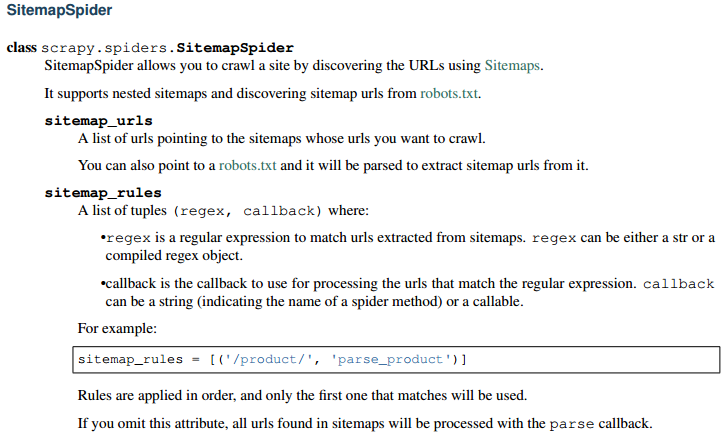 SitemapSpider
class scrapy.spiders.SitemapSpider
SitemapSpider allows you to crawl a site by discovering the URLs using Sitemaps.
It supports nested sitemaps and discovering sitemap urls from robots.txt.
sitemap_urls
A list of urls pointing to the sitemaps whose urls you want to crawl.
You can also point to a robots.txt and it will be parsed to extract sitemap urls from it.
sitemap_rules
A list of tuples (regex, callback) where:
•regex is a regular expression to match urls extracted from sitemaps. regex can be either a str or a
compiled regex object.
•callback is the callback to use for processing the urls that match the regular expression. callback
can be a string (indicating the name of a spider method) or a callable.
For example:
sitemap_rules = [('/product/', 'parse_product')]
Rules are applied in order, and only the first one that matches will be used.
If you omit this attribute, all urls found in sitemaps will be processed with the parse callback.